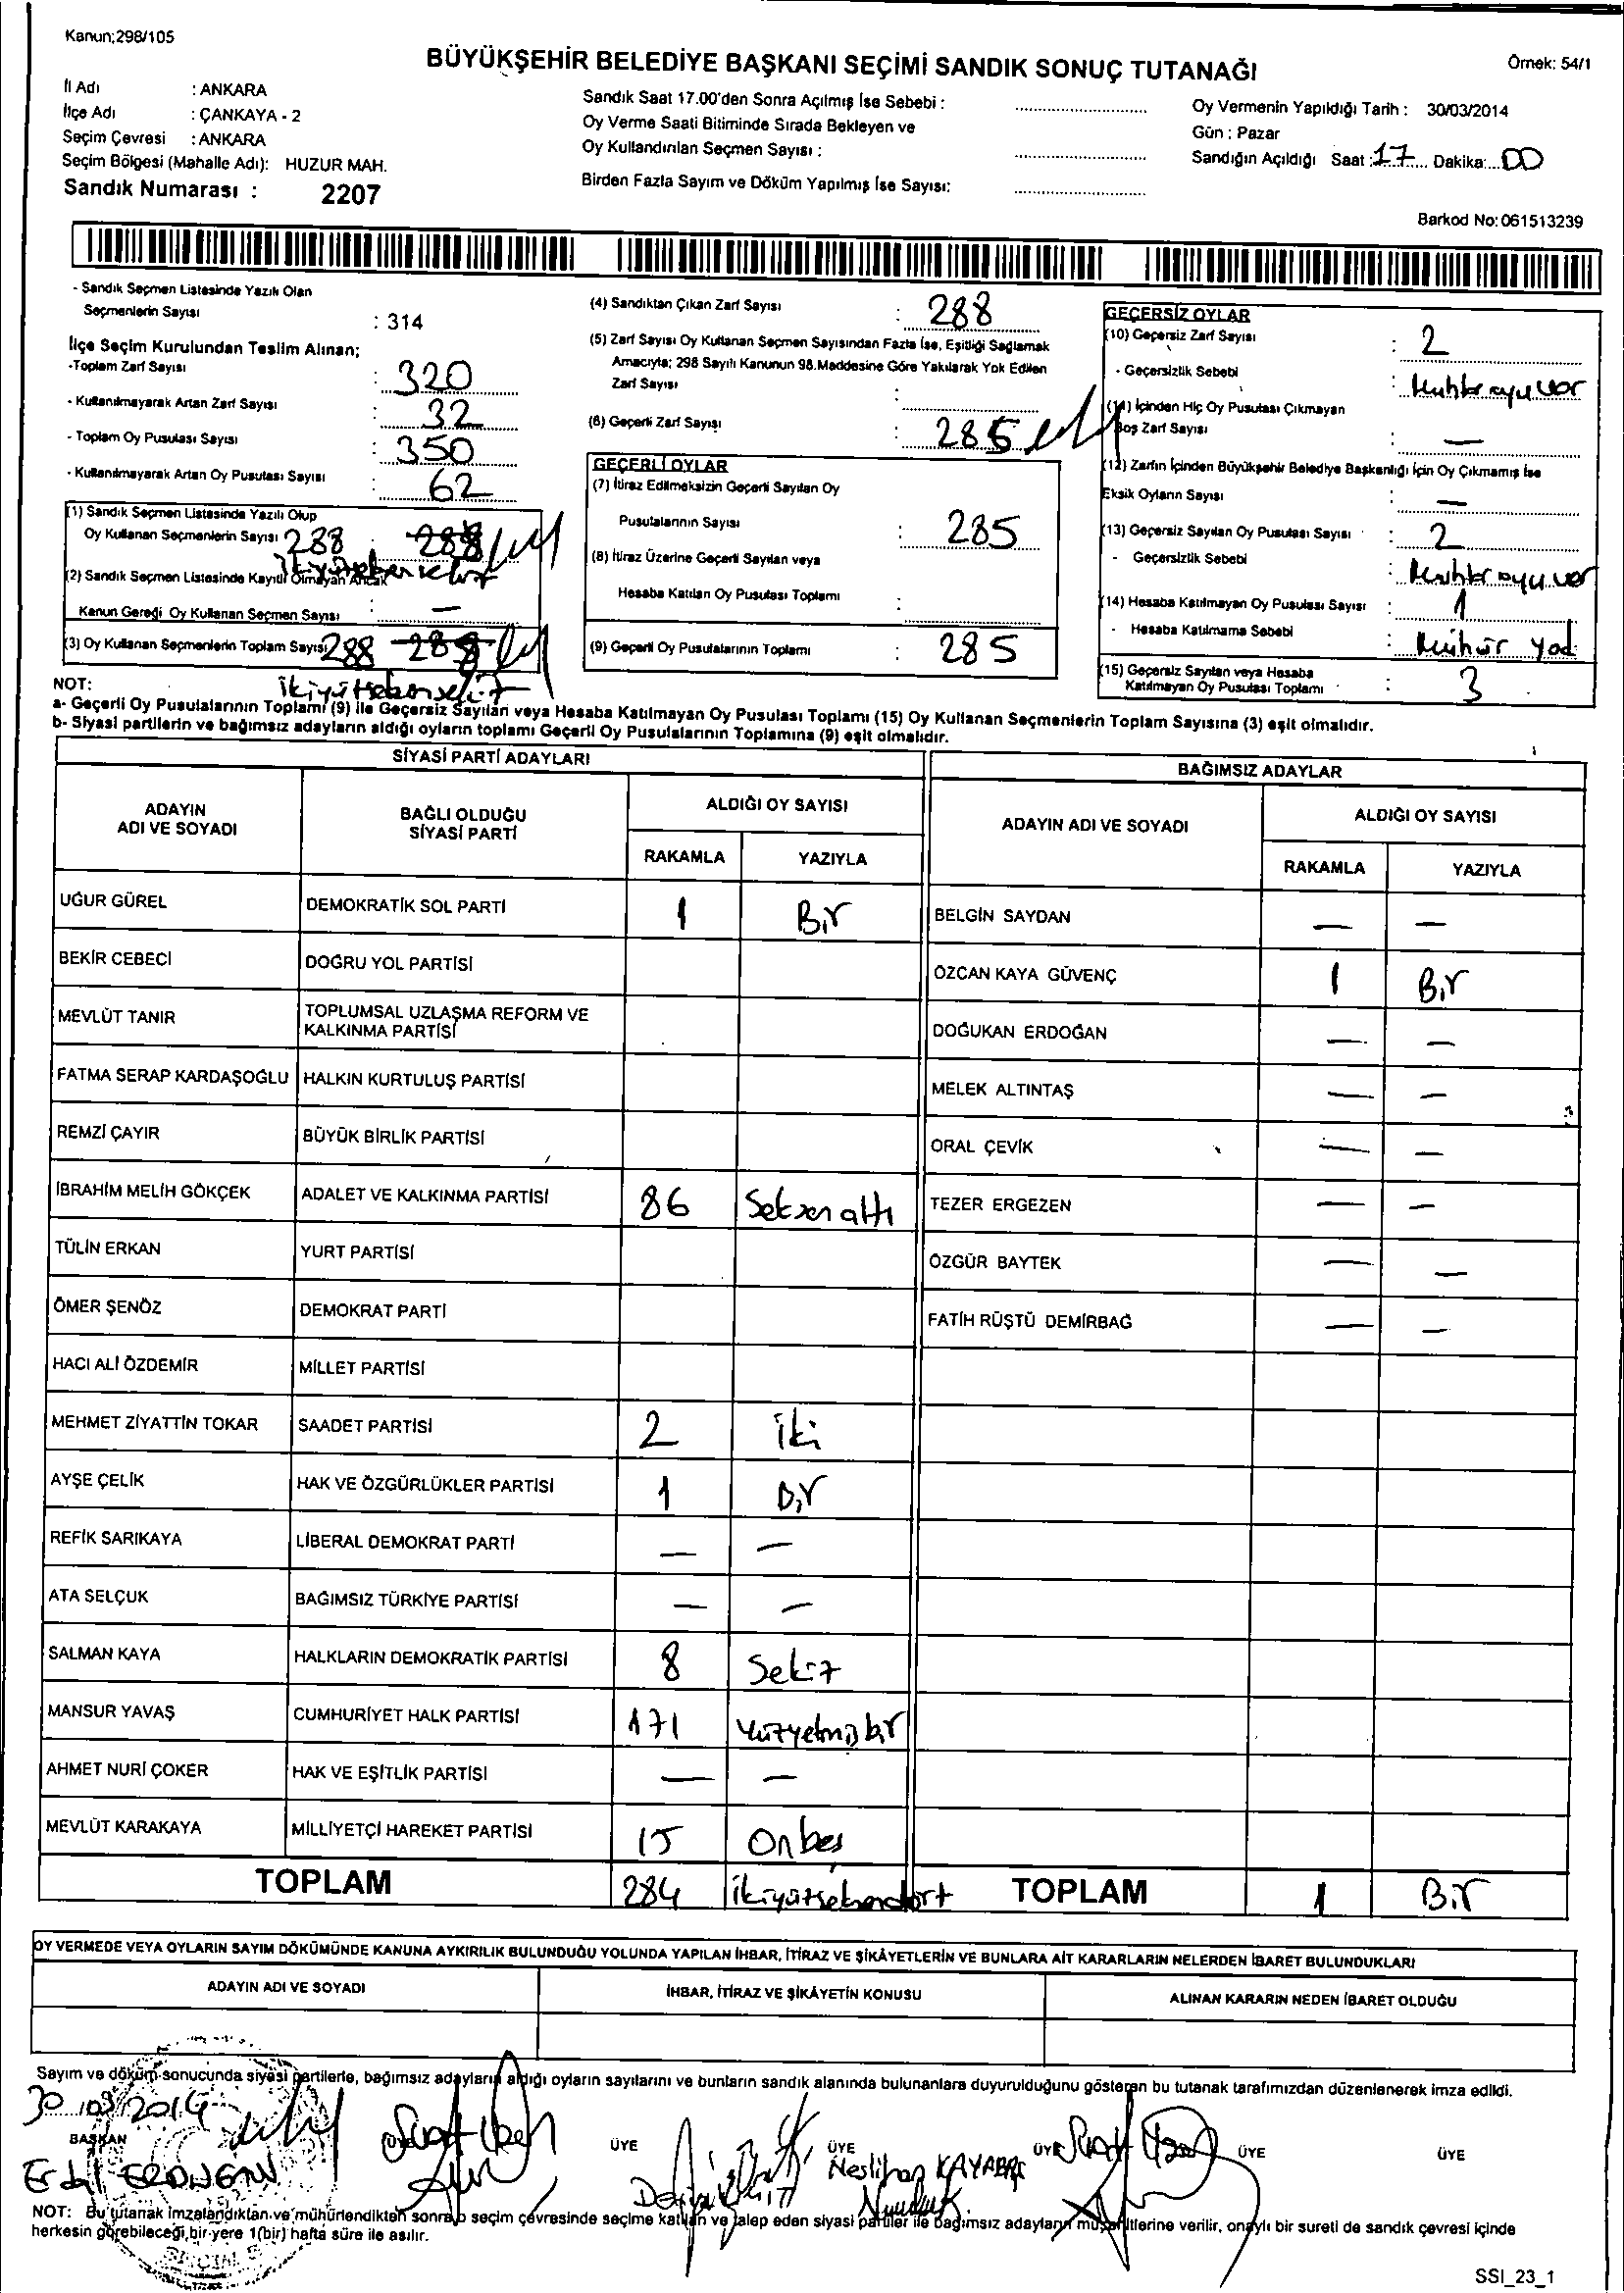 Kanun;298/105
BÜYÜKŞEHİR BELEDİYE BAŞKANI SEÇİMİ SANDIK SONUÇ TUTANAĞI
Örnek: 54/1
İl Adı : ANKARA
İlçe Adı : ÇANKAYA - 2
Seçim Çevresi : ANKARA
Seçim Bölgesi (Mahalle Adı): HUZUR MAH.
Sandık Numarası : 2207
Sandık Saat 17.00'den Sonra Açılmış İse Sebebi :
Oy Verme Saati Bitiminde Sırada Bekleyen ve
Oy Kullandırılan Seçmen Sayısı :
Birden Fazla Sayım ve Döküm Yapılmış İse Sayısı:
Oy Vermenin Yapıldığı Tarih : 30/03/2014
Gün : Pazar
Sandığın Açıldığı Saat : 17 Dakika: 00
Barkod No: 061513239
- Sandık Seçmen Listesinde Yazılı Olan
Seçmenlerin Sayısı : 314
İlçe Seçim Kurulundan Teslim Alınan;
-Toplam Zarf Sayısı : 320
- Kullanılmayarak Artan Zarf Sayısı : 32
- Toplam Oy Pusulası Sayısı : 350
- Kullanılmayarak Artan Oy Pusulası Sayısı : 62
(1) Sandık Seçmen Listesinde Yazılı Olup
Oy Kullanan Seçmenlerin Sayısı 288 288
ikiyüzseksensekiz
(2) Sandık Seçmen Listesinde Kayıtlı Olmayan Ancak
Kanun Gereği Oy Kullanan Seçmen Sayısı : —
(3) Oy Kullanan Seçmenlerin Toplam Sayısı 288 288
ikiyüzseksensekiz
(4) Sandıktan Çıkan Zarf Sayısı : 288
(5) Zarf Sayısı Oy Kullanan Seçmen Sayısından Fazla İse, Eşitliği Sağlamak
Amacıyla; 298 Sayılı Kanunun 98.Maddesine Göre Yakılarak Yok Edilen
Zarf Sayısı :
(6) Geçerli Zarf Sayısı : 285
GEÇERLİ OYLAR
(7) İtiraz Edilmeksizin Geçerli Sayılan Oy
Pusulalarının Sayısı : 285
(8) İtiraz Üzerine Geçerli Sayılan veya
Hesaba Katılan Oy Pusulası Toplamı :
(9) Geçerli Oy Pusulalarının Toplamı : 285
GEÇERSİZ OYLAR
(10) Geçersiz Zarf Sayısı : 2
- Geçersizlik Sebebi :
(11) İçinden Hiç Oy Pusulası Çıkmayan
Boş Zarf Sayısı : —
(12) Zarfın İçinden Büyükşehir Belediye Başkanlığı İçin Oy Çıkmamış İse
Eksik Oyların Sayısı : —
(13) Geçersiz Sayılan Oy Pusulası Sayısı : 2
- Geçersizlik Sebebi :
(14) Hesaba Katılmayan Oy Pusulası Sayısı : 1
- Hesaba Katılmama Sebebi : Mühür yok
(15) Geçersiz Sayılan veya Hesaba
Katılmayan Oy Pusulası Toplamı : 3
NOT:
a- Geçerli Oy Pusulalarının Toplamı (9) ile Geçersiz Sayılan veya Hesaba Katılmayan Oy Pusulası Toplamı (15) Oy Kullanan Seçmenlerin Toplam Sayısına (3) eşit olmalıdır.
b- Siyasi partilerin ve bağımsız adayların aldığı oyların toplamı Geçerli Oy Pusulalarının Toplamına (9) eşit olmalıdır.
SİYASİ PARTİ ADAYLARI
ADAYIN ADI VE SOYADI
BAĞLI OLDUĞU SİYASİ PARTİ
ALDIĞI OY SAYISI
RAKAMLA YAZIYLA
UĞUR GÜREL DEMOKRATİK SOL PARTİ 1 Bir
BEKİR CEBECİ DOĞRU YOL PARTİSİ
MEVLÜT TANIR TOPLUMSAL UZLAŞMA REFORM VE KALKINMA PARTİSİ
FATMA SERAP KARDAŞOĞLU HALKIN KURTULUŞ PARTİSİ
REMZİ ÇAYIR BÜYÜK BİRLİK PARTİSİ
İBRAHİM MELİH GÖKÇEK ADALET VE KALKINMA PARTİSİ 86 Seksen altı
TÜLİN ERKAN YURT PARTİSİ
ÖMER ŞENÖZ DEMOKRAT PARTİ
HACI ALİ ÖZDEMİR MİLLET PARTİSİ
MEHMET ZİYATTİN TOKAR SAADET PARTİSİ 2 iki
AYŞE ÇELİK HAK VE ÖZGÜRLÜKLER PARTİSİ 1 Bir
REFİK SARIKAYA LİBERAL DEMOKRAT PARTİ — —
ATA SELÇUK BAĞIMSIZ TÜRKİYE PARTİSİ — —
SALMAN KAYA HALKLARIN DEMOKRATİK PARTİSİ 8 Sekiz
MANSUR YAVAŞ CUMHURİYET HALK PARTİSİ 171 Yüzyetmişbir
AHMET NURİ ÇOKER HAK VE EŞİTLİK PARTİSİ — —
MEVLÜT KARAKAYA MİLLİYETÇİ HAREKET PARTİSİ 15 Onbeş
TOPLAM 284 ikiyüzseksendört
BAĞIMSIZ ADAYLAR
ADAYIN ADI VE SOYADI
ALDIĞI OY SAYISI
RAKAMLA YAZIYLA
BELGİN SAYDAN — —
ÖZCAN KAYA GÜVENÇ 1 Bir
DOĞUKAN ERDOĞAN — —
MELEK ALTINTAŞ — —
ORAL ÇEVİK — —
TEZER ERGEZEN — —
ÖZGÜR BAYTEK — —
FATİH RÜŞTÜ DEMİRBAĞ — —
TOPLAM 1 Bir
OY VERMEDE VEYA OYLARIN SAYIM DÖKÜMÜNDE KANUNA AYKIRILIK BULUNDUĞU YOLUNDA YAPILAN İHBAR, İTİRAZ VE ŞİKÂYETLERİN VE BUNLARA AİT KARARLARIN NELERDEN İBARET BULUNDUKLARI
ADAYIN ADI VE SOYADI İHBAR, İTİRAZ VE ŞİKÂYETİN KONUSU ALINAN KARARIN NEDEN İBARET OLDUĞU
Sayım ve döküm sonucunda siyasi partilerle, bağımsız adayların aldığı oyların sayılarını ve bunların sandık alanında bulunanlara duyurulduğunu gösteren bu tutanak tarafımızdan düzenlenerek imza edildi.
30/03/2014
BAŞKAN ÜYE ÜYE ÜYE ÜYE ÜYE ÜYE
Neslihan
NOT: Bu tutanak imzalandıktan ve mühürlendikten sonra o seçim çevresinde seçime katılan ve talep eden siyasi partiler ile bağımsız adayların müşahitlerine verilir, onaylı bir sureti de sandık çevresi içinde
herkesin görebileceği bir yere 1(bir) hafta süre ile asılır.
SSI_23_1